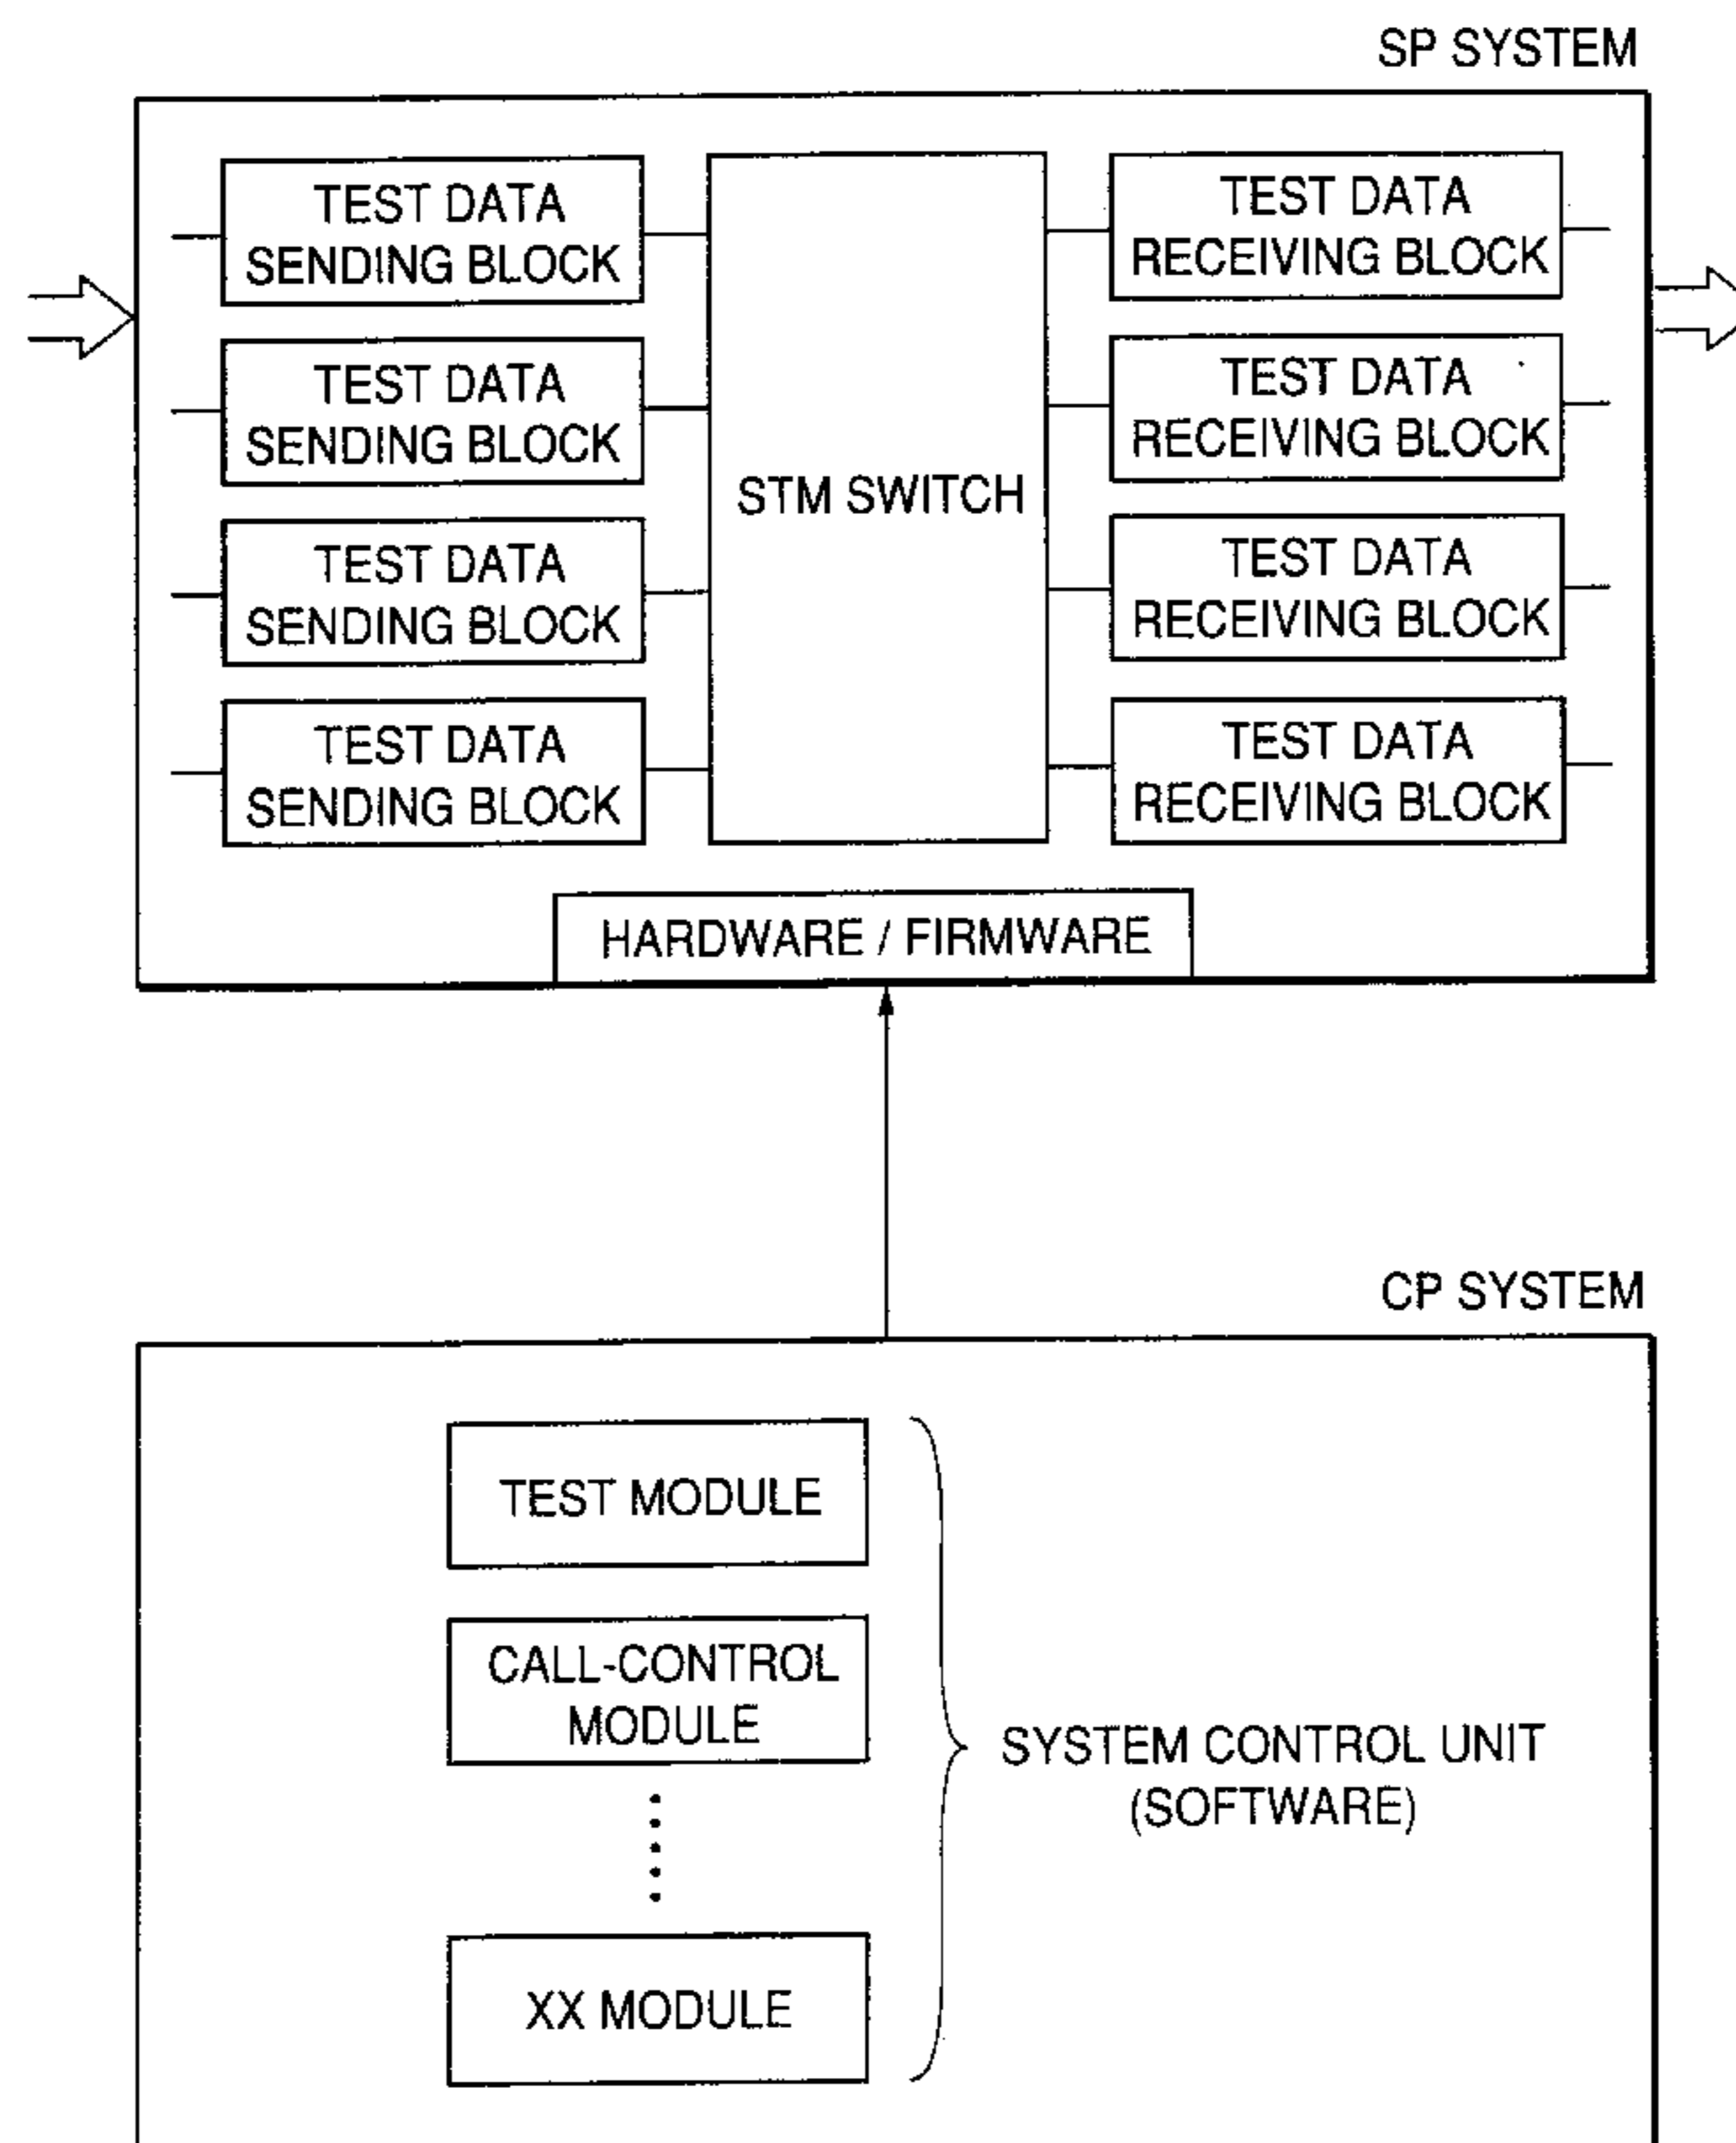 SP SYSTEM
TEST DATA
SENDING BLOCK
TEST DATA
SENDING BLOCK
TEST DATA
SENDING BLOCK
TEST DATA
SENDING BLOCK
STM SWITCH
TEST DATA
RECEIVING BLOCK
TEST DATA
RECEIVING BLOCK
TEST DATA
RECEIVING BLOCK
TEST DATA
RECEIVING BLOCK
HARDWARE / FIRMWARE
CP SYSTEM
TEST MODULE
CALL-CONTROL
MODULE
XX MODULE
SYSTEM CONTROL UNIT
(SOFTWARE)